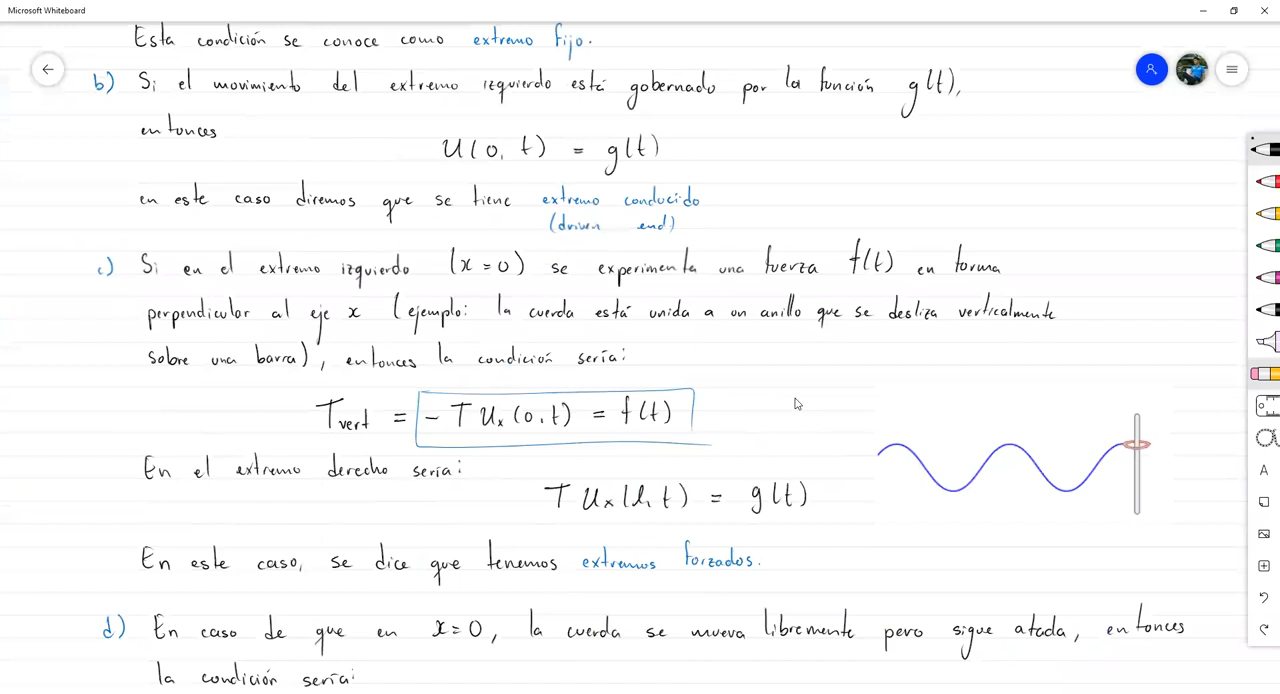 Microsoft Whiteboard
Esta condición se conoce como extremo fijo.
b) Si el movimiento del extremo izquierdo está gobernado por la función g(t),
entonces
u(0, t) = g(t)
en este caso diremos que se tiene extremo conducido
(driven end)
c) Si en el extremo izquierdo (x=0) se experimenta una fuerza f(t) en forma
perpendicular al eje x (ejemplo: la cuerda está unida a un anillo que se desliza verticalmente
sobre una barra), entonces la condición sería:
T_vert = - T u_x (0, t) = f(t)
En el extremo derecho sería:
T u_x (l, t) = g(t)
En este caso, se dice que tenemos extremos forzados.
d) En caso de que en x=0, la cuerda se mueva libremente pero sigue atada, entonces
la condición sería:
A